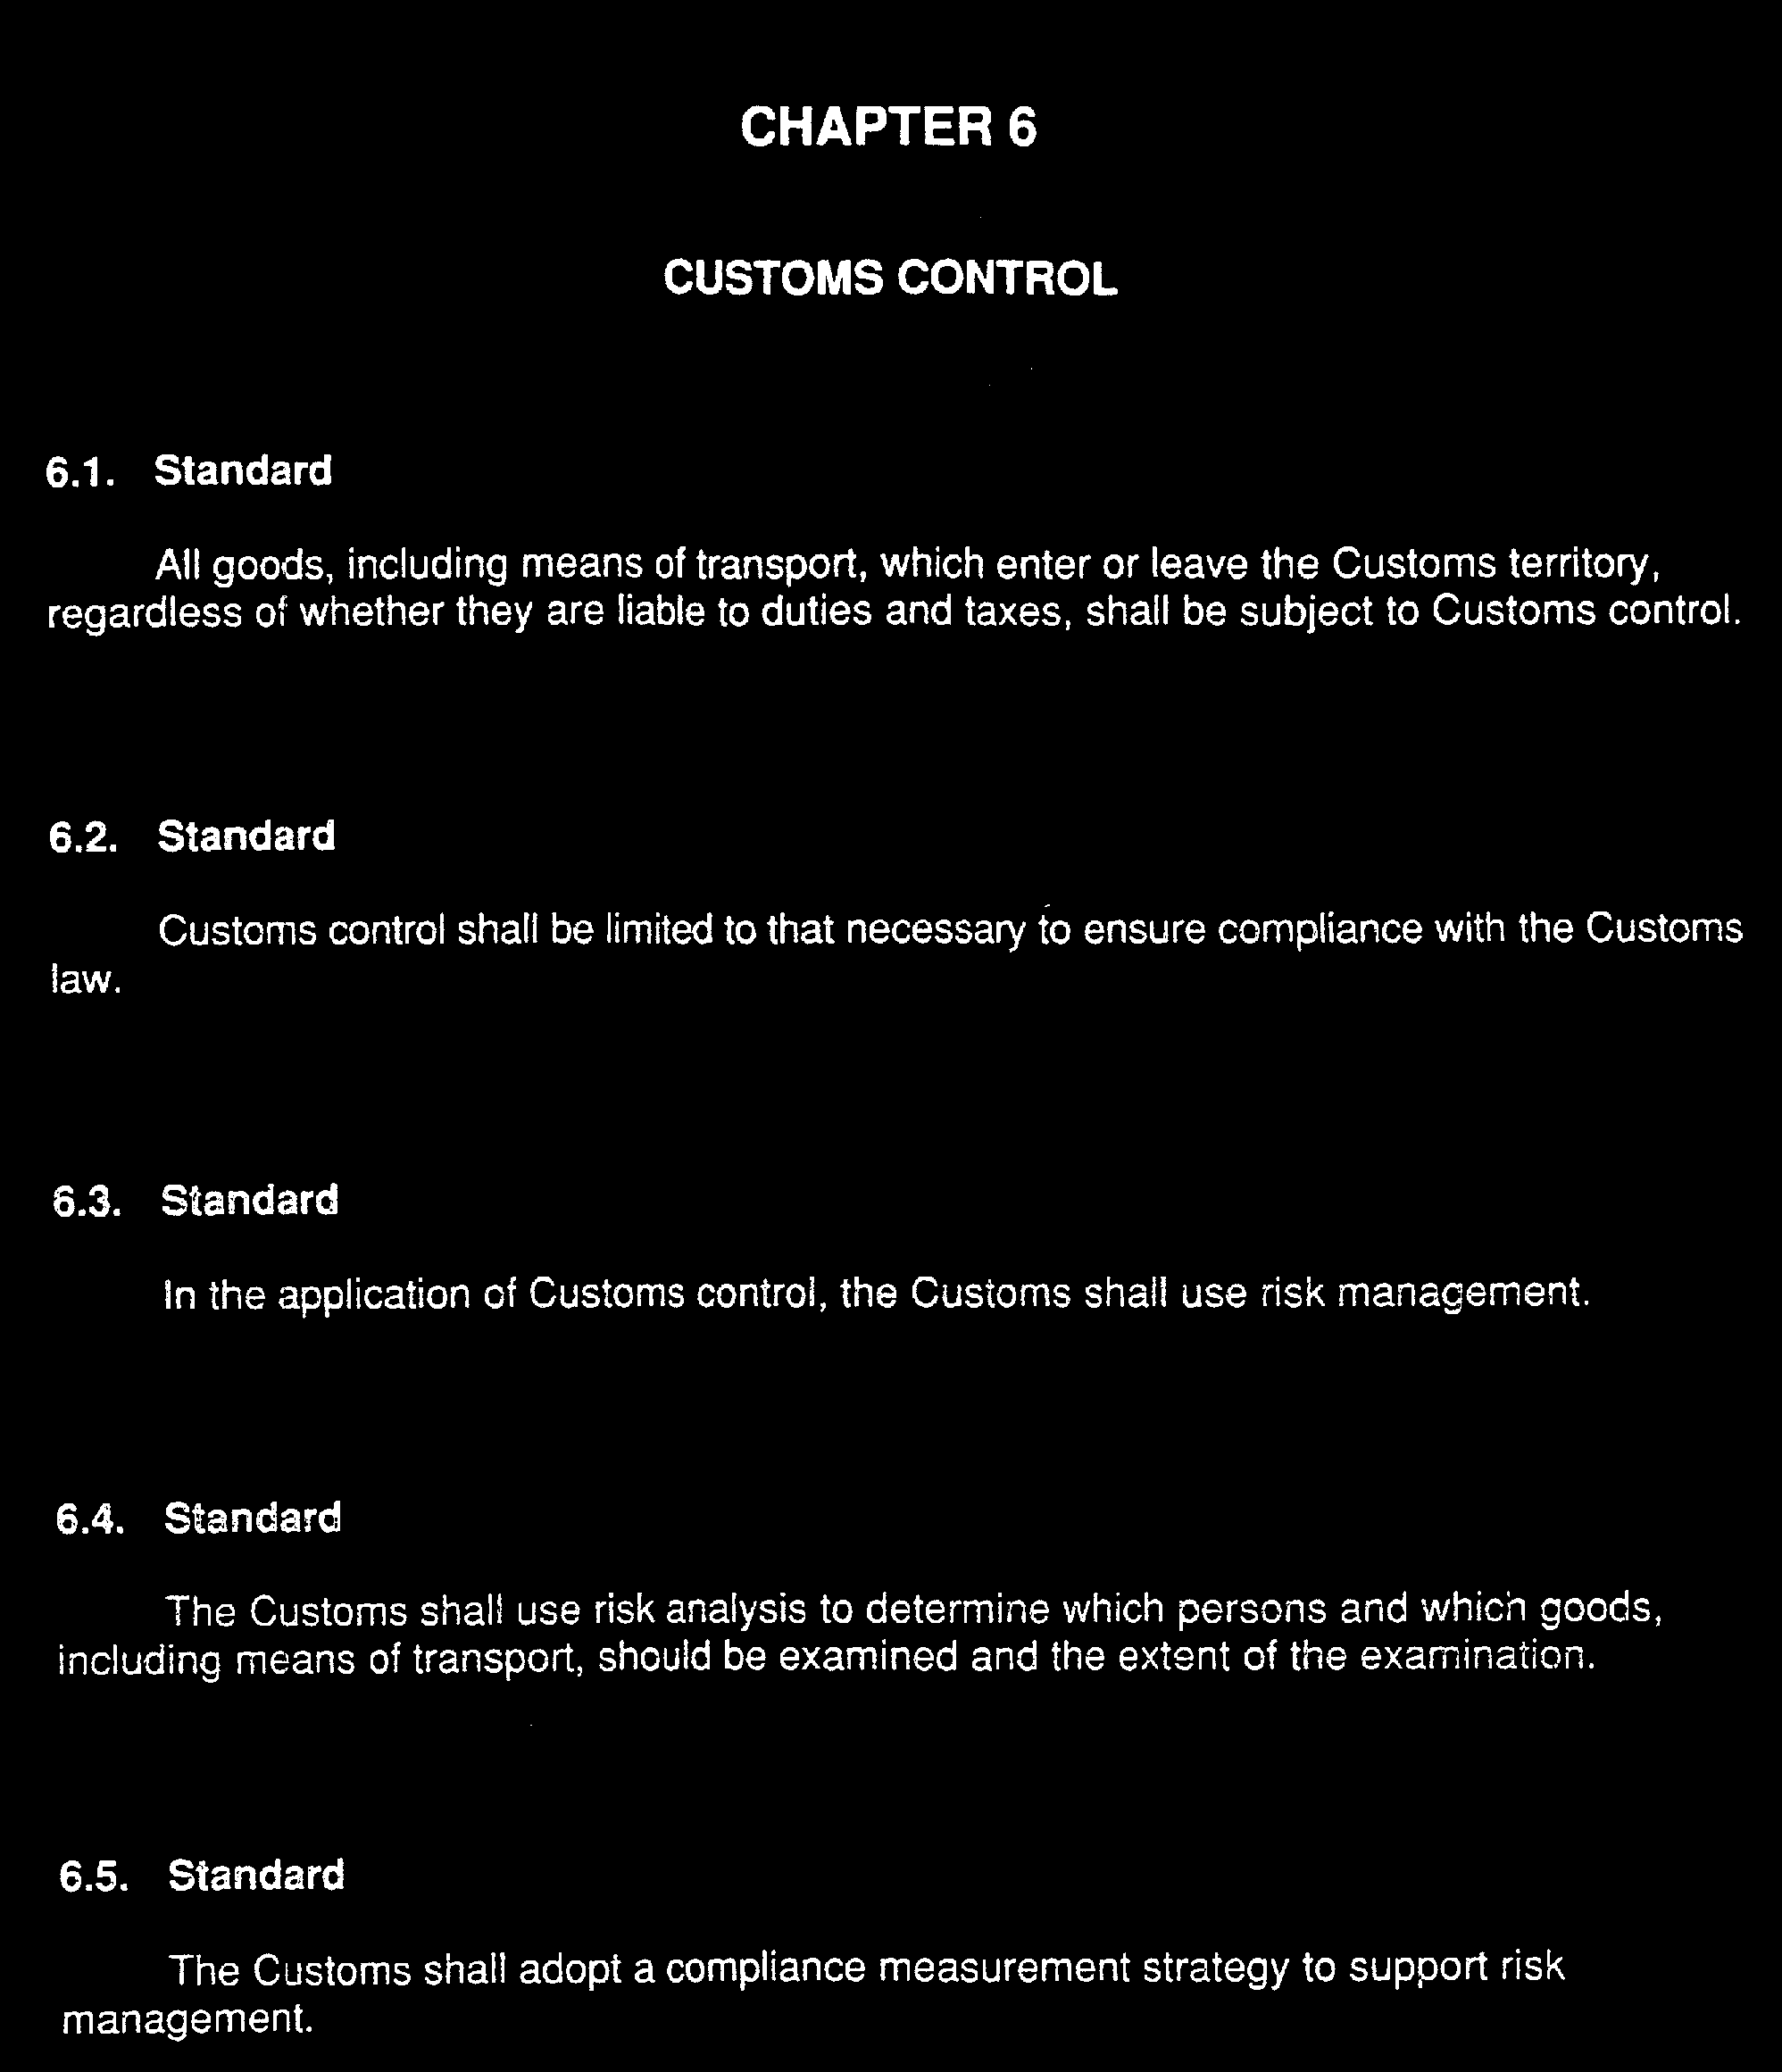 CHAPTER 6
CUSTOMS CONTROL
6.1. Standard
All goods, including means of transport, which enter or leave the Customs territory,
regardless of whether they are liable to duties and taxes, shall be subject to Customs control.
6.2. Standard
Customs control shall be limited to that necessary to ensure compliance with the Customs
law.
6.3. Standard
In the application of Customs control, the Customs shall use risk management.
6.4. Standard
The Customs shall use risk analysis to determine which persons and which goods,
including means of transport, should be examined and the extent of the examination.
6.5. Standard
The Customs shall adopt a compliance measurement strategy to support risk
management.